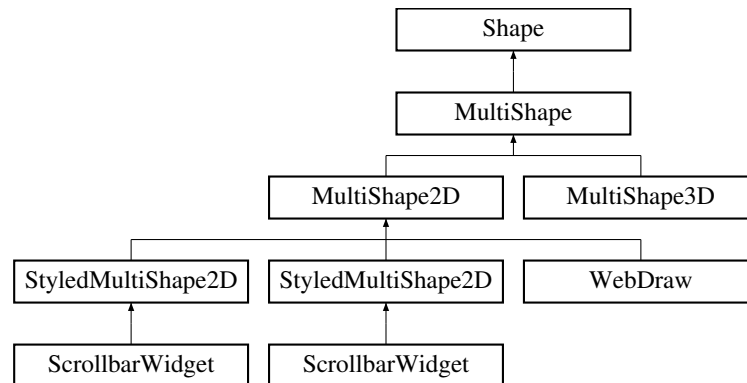 Shape
MultiShape
MultiShape2D MultiShape3D
StyledMultiShape2D StyledMultiShape2D WebDraw
ScrollbarWidget ScrollbarWidget